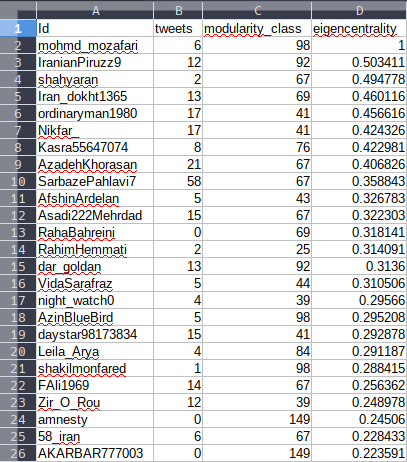 A B C D
1 Id tweets modularity_class eigencentrality
2 mohmd_mozafari 6 98 1
3 IranianPiruzz9 12 92 0.503411
4 shahyaran 2 67 0.494778
5 Iran_dokht1365 13 69 0.460116
6 ordinaryman1980 17 41 0.456616
7 Nikfar_ 17 41 0.424326
8 Kasra55647074 8 76 0.422981
9 AzadehKhorasan 21 67 0.406826
10 SarbazePahlavi7 58 67 0.358843
11 AfshinArdelan 5 43 0.326783
12 Asadi222Mehrdad 15 67 0.322303
13 RahaBahreini 0 69 0.318141
14 RahimHemmati 2 25 0.314091
15 dar_goldan 13 92 0.3136
16 VidaSarafraz 5 44 0.310506
17 night_watch0 4 39 0.29566
18 AzinBlueBird 5 98 0.295208
19 daystar98173834 15 41 0.292878
20 Leila_Arya 4 84 0.291187
21 shakilmonfared 1 98 0.288415
22 FAli1969 14 67 0.256362
23 Zir_O_Rou 12 39 0.248978
24 amnesty 0 149 0.24506
25 58_iran 6 67 0.228433
26 AKARBAR777003 0 149 0.223591